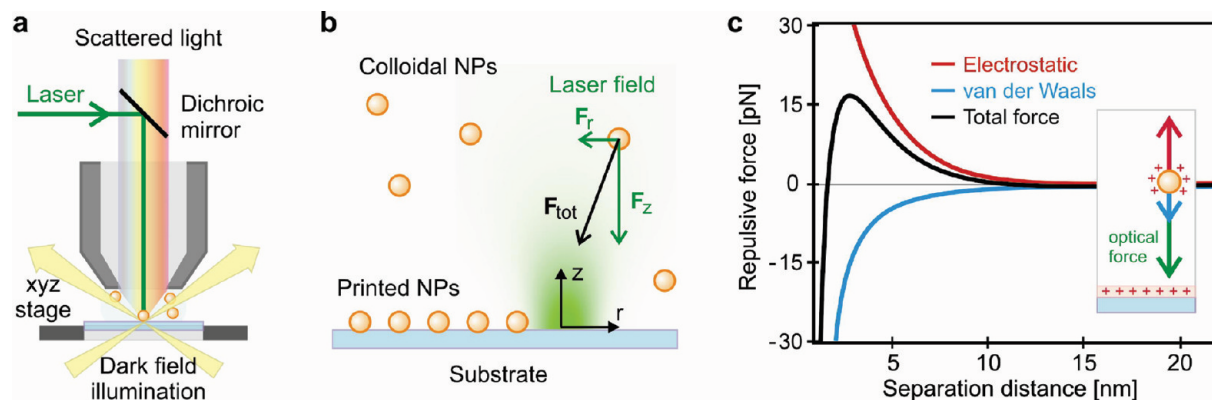 a
Scattered light
Laser
Dichroic
mirror
xyz
stage
Dark field
illumination
b
Colloidal NPs
Laser field
Fr
Ftot
Fz
Printed NPs
z
r
Substrate
c
Repulsive force [pN]
30
15
0
-15
-30
Electrostatic
van der Waals
Total force
+ + + + + +
optical
force
+ + + + + + + +
5
10
15
20
Separation distance [nm]